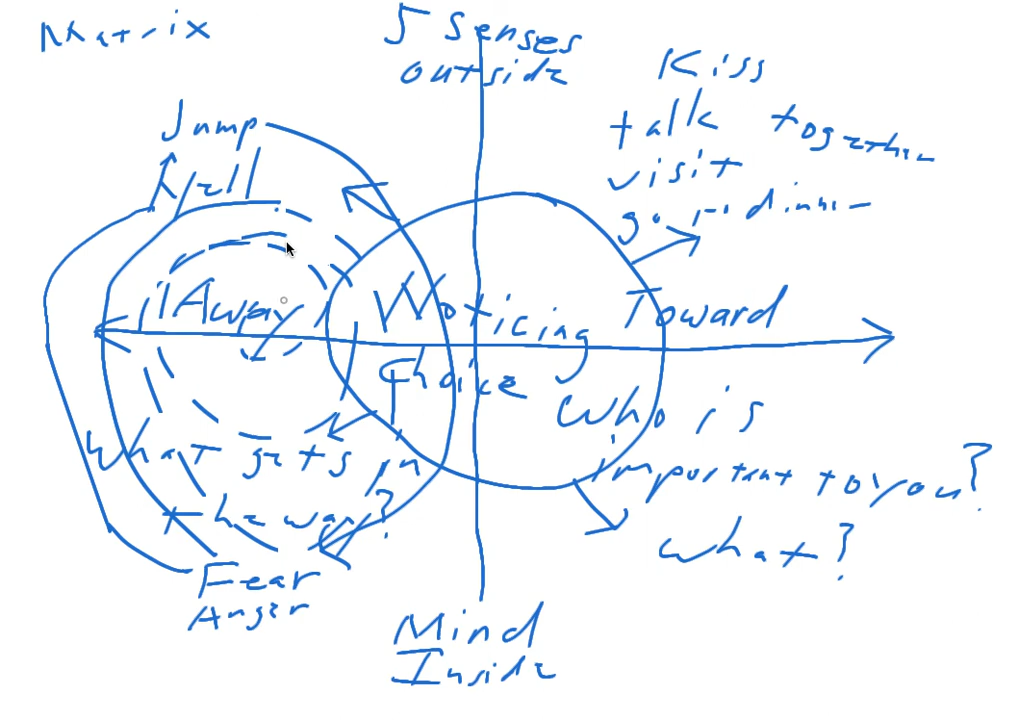 Matrix
5 Senses
outside
Kiss
talk together
visit
Jump
Yell
Away
Noticing
Toward
Choice
Who is
important to you?
What gets in
the way?
what?
Fear
Anger
Mind
Inside